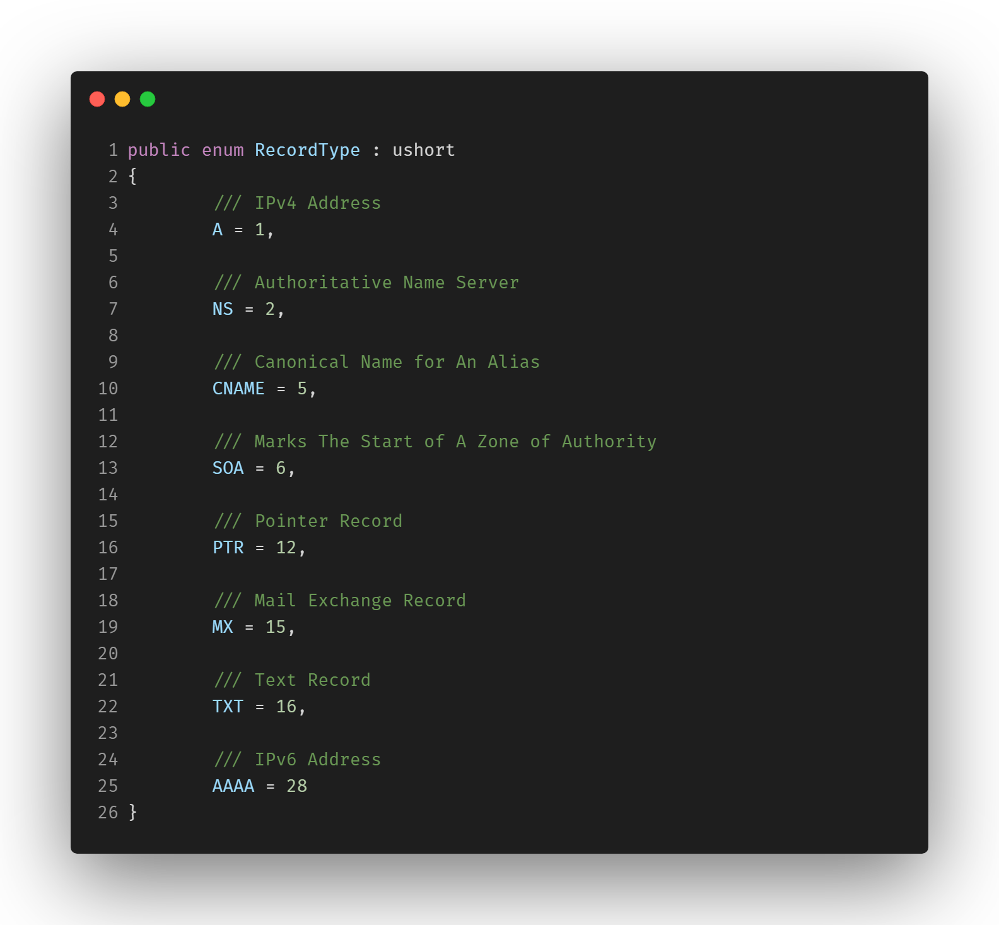 1 public enum RecordType : ushort
2 {
3         /// IPv4 Address
4         A = 1,
5
6         /// Authoritative Name Server
7         NS = 2,
8
9         /// Canonical Name for An Alias
10         CNAME = 5,
11
12         /// Marks The Start of A Zone of Authority
13         SOA = 6,
14
15         /// Pointer Record
16         PTR = 12,
17
18         /// Mail Exchange Record
19         MX = 15,
20
21         /// Text Record
22         TXT = 16,
23
24         /// IPv6 Address
25         AAAA = 28
26 }